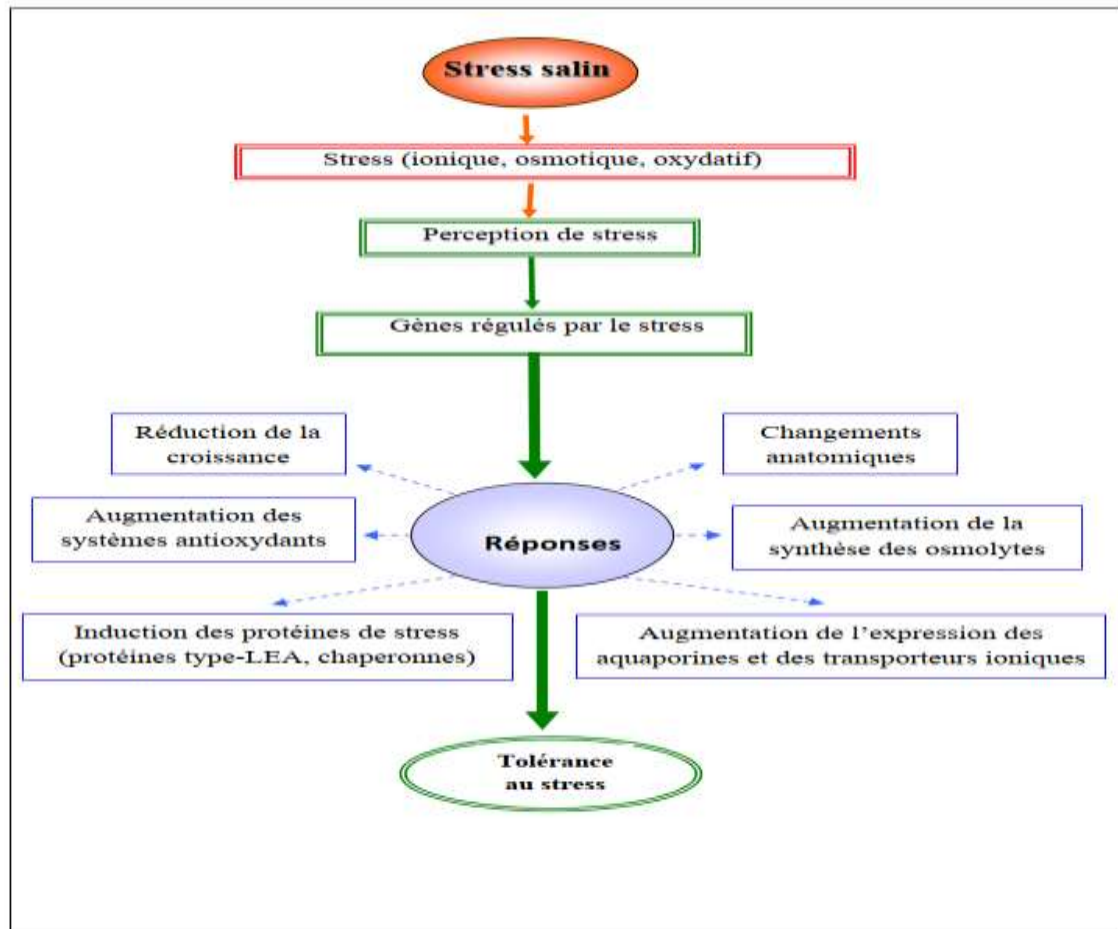 Stress salin
Stress (ionique, osmotique, oxydatif)
Perception de stress
Gènes régulés par le stress
Réduction de la
croissance
Changements
anatomiques
Augmentation des
systèmes antioxydants
Réponses
Augmentation de la
synthèse des osmolytes
Induction des protéines de stress
(protéines type-LEA, chaperonnes)
Augmentation de l’expression des
aquaporines et des transporteurs ioniques
Tolérance
au stress